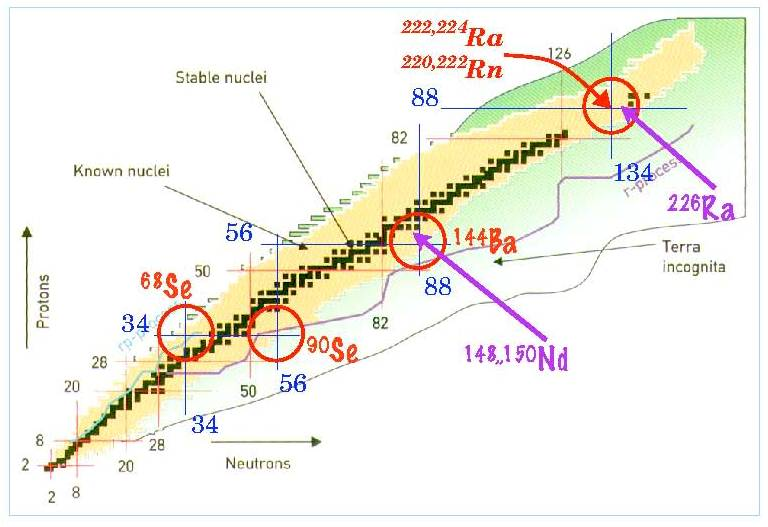 222,224Ra
220,222Rn
126
Stable nuclei
88
82
134
r-process
Known nuclei
226Ra
56
144Ba
Terra
incognita
50
68Se
88
Protons
34
rp-process
82
90Se
148,,150Nd
28
56
20
50
34
8
28
2
20
Neutrons
2
8